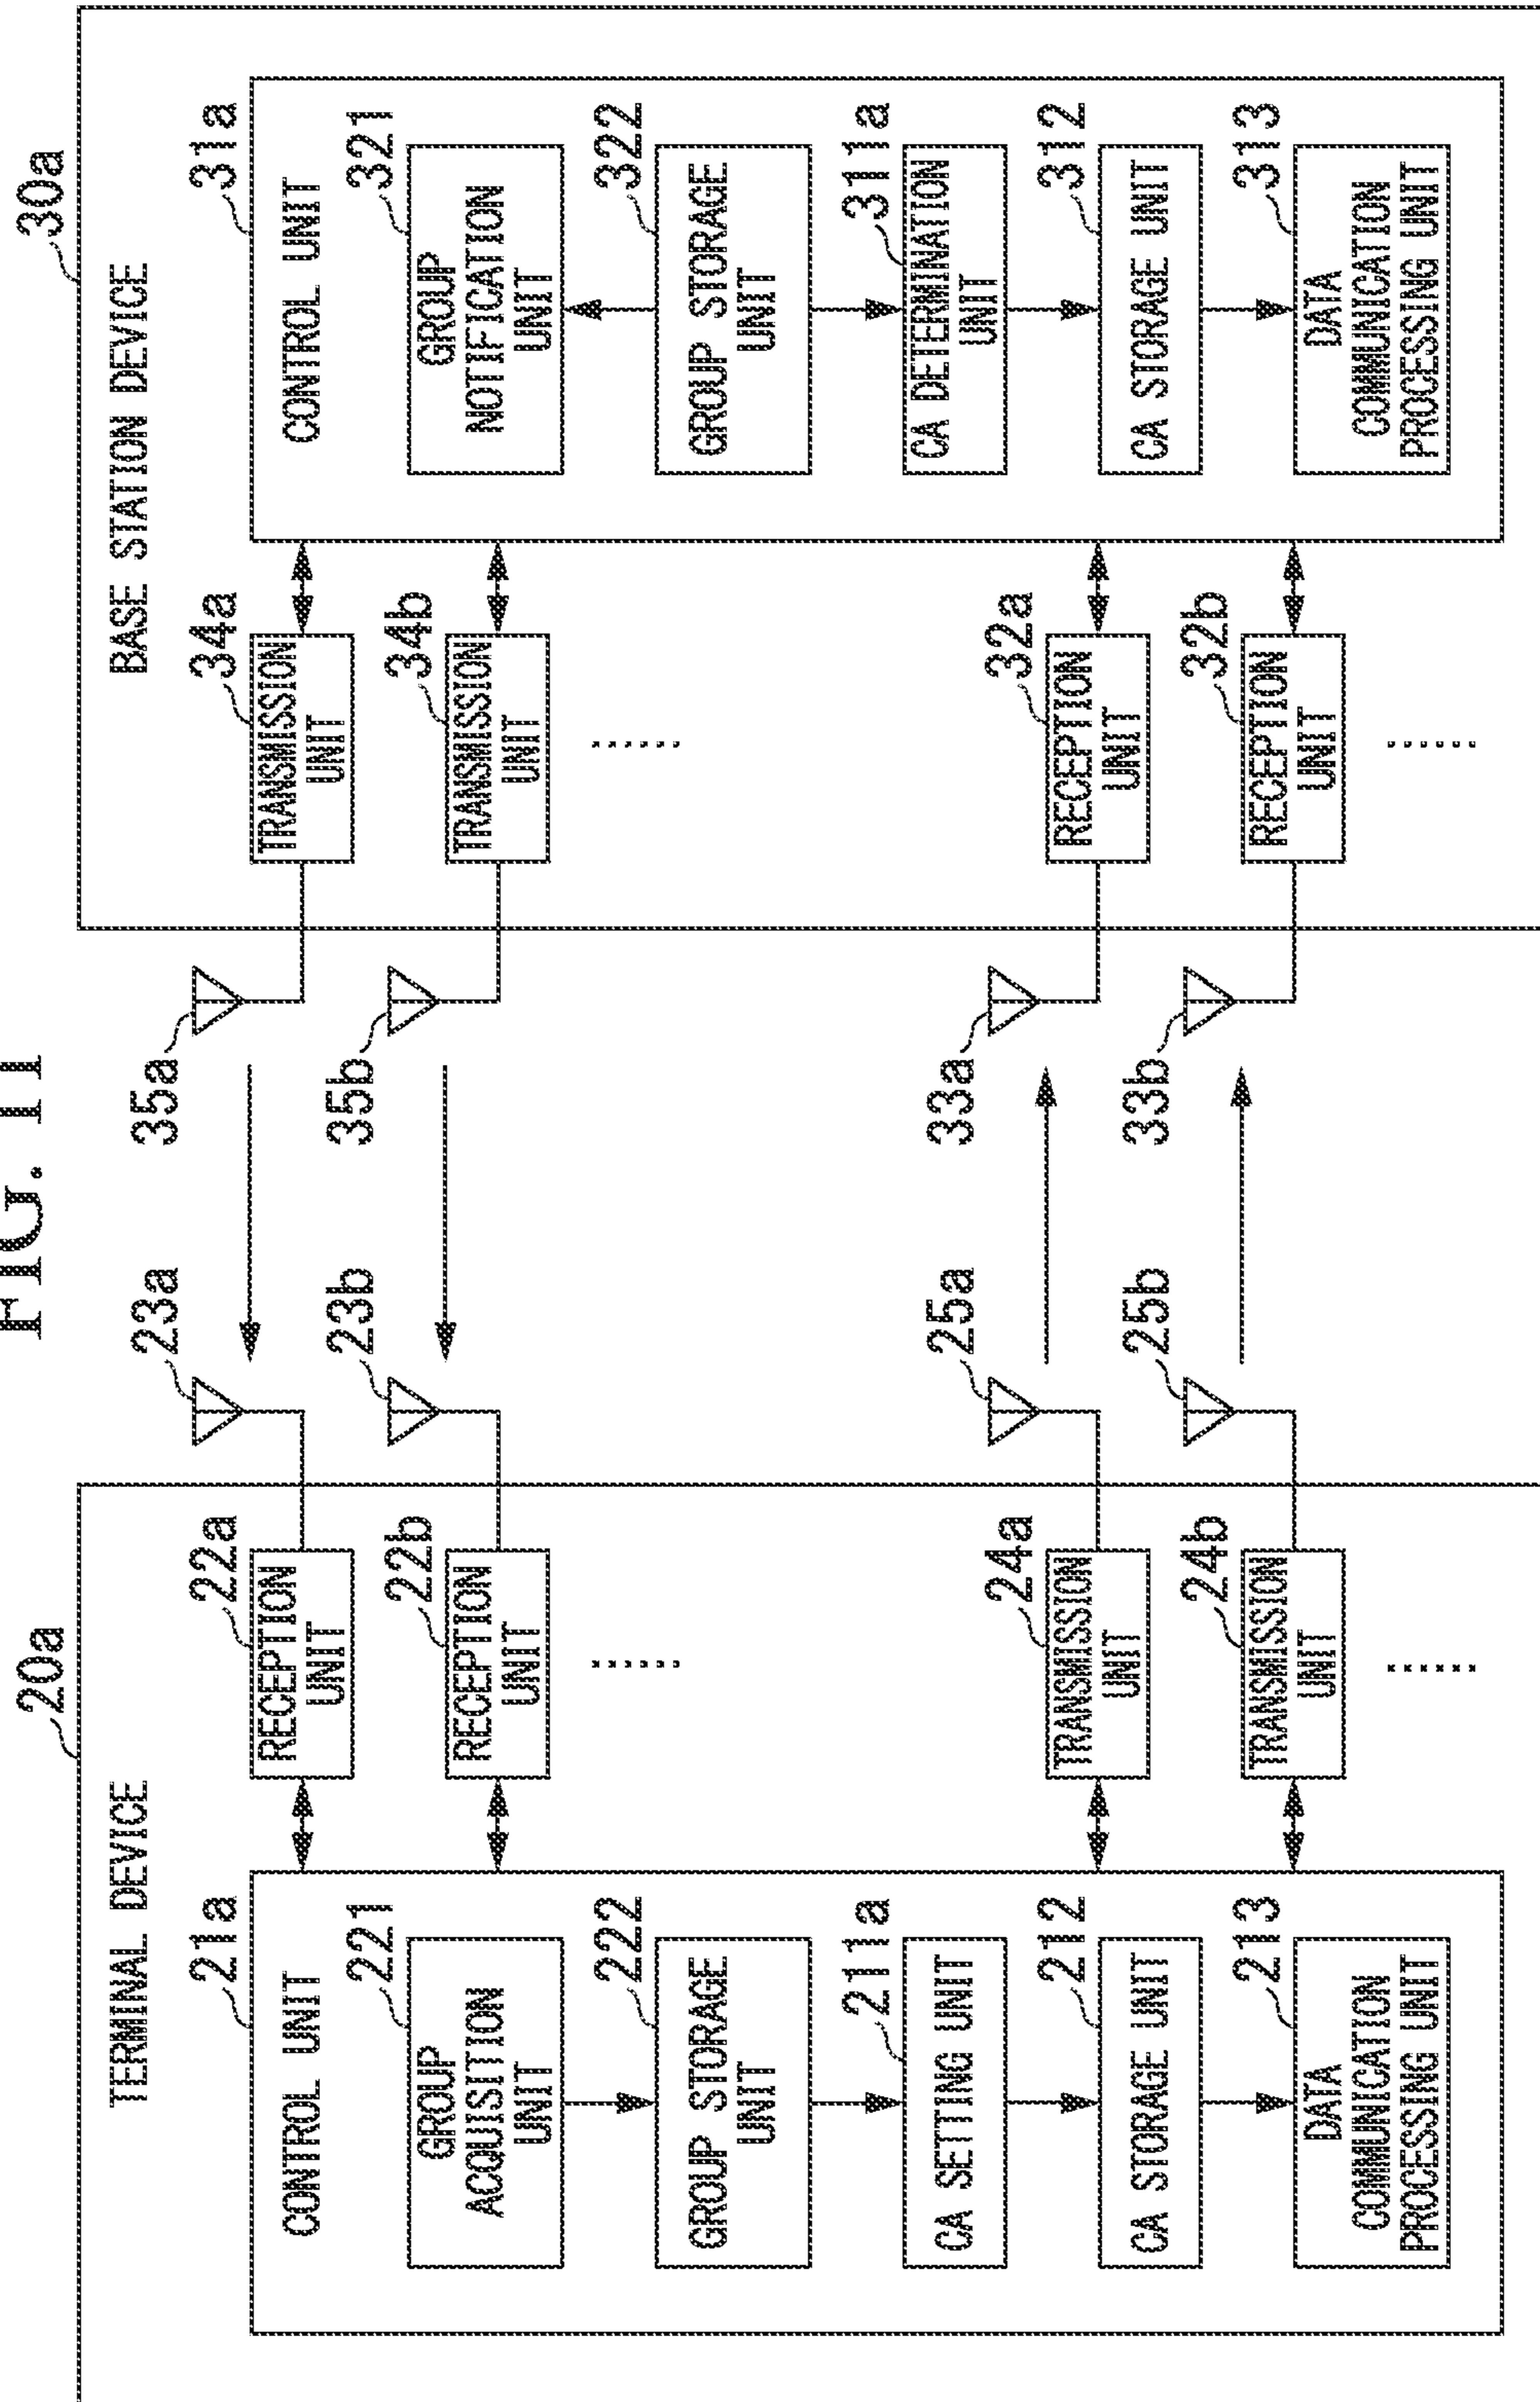 FIG. 11
20a
TERMINAL DEVICE
21a
CONTROL UNIT
221
GROUP
ACQUISITION
UNIT
222
GROUP STORAGE
UNIT
211a
CA SETTING UNIT
212
CA STORAGE UNIT
213
DATA
COMMUNICATION
PROCESSING UNIT
22a
RECEPTION
UNIT
22b
RECEPTION
UNIT
......
24a
TRANSMISSION
UNIT
24b
TRANSMISSION
UNIT
......
23a
23b
25a
25b
35a
35b
33a
33b
30a
BASE STATION DEVICE
34a
TRANSMISSION
UNIT
34b
TRANSMISSION
UNIT
......
32a
RECEPTION
UNIT
32b
RECEPTION
UNIT
......
31a
CONTROL UNIT
321
GROUP
NOTIFICATION
UNIT
322
GROUP STORAGE
UNIT
311a
CA DETERMINATION
UNIT
312
CA STORAGE UNIT
313
DATA
COMMUNICATION
PROCESSING UNIT